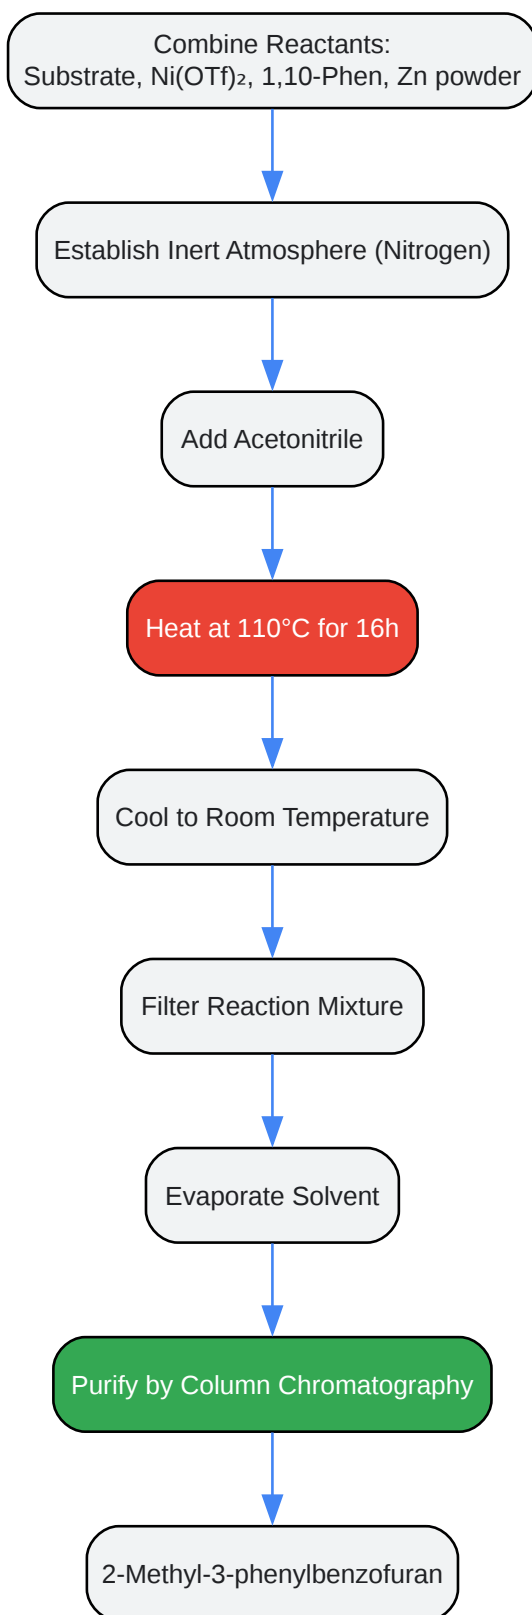 Combine Reactants:
Substrate, Ni(OTf)₂, 1,10-Phen, Zn powder
Establish Inert Atmosphere (Nitrogen)
Add Acetonitrile
Heat at 110°C for 16h
Cool to Room Temperature
Filter Reaction Mixture
Evaporate Solvent
Purify by Column Chromatography
2-Methyl-3-phenylbenzofuran